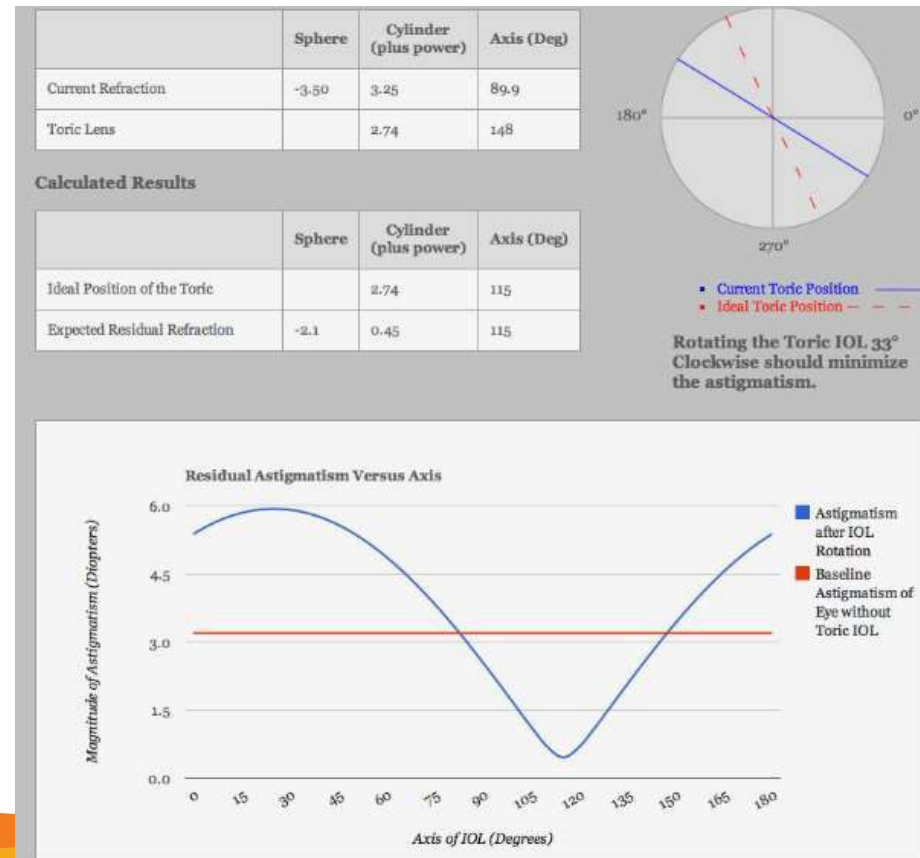 Sphere Cylinder (plus power) Axis (Deg)
Current Refraction -3.50 3.25 89.9
Toric Lens 2.74 148
180°
0°
270°
Calculated Results
Sphere Cylinder (plus power) Axis (Deg)
Ideal Position of the Toric 2.74 115
Expected Residual Refraction -2.1 0.45 115
Current Toric Position
Ideal Toric Position
Rotating the Toric IOL 33°
Clockwise should minimize
the astigmatism.
Residual Astigmatism Versus Axis
Magnitude of Astigmatism (Diopters)
6.0
4.5
3.0
1.5
0.0
0 15 30 45 60 75 90 105 120 135 150 165 180
Axis of IOL (Degrees)
Astigmatism
after IOL
Rotation
Baseline
Astigmatism of
Eye without
Toric IOL